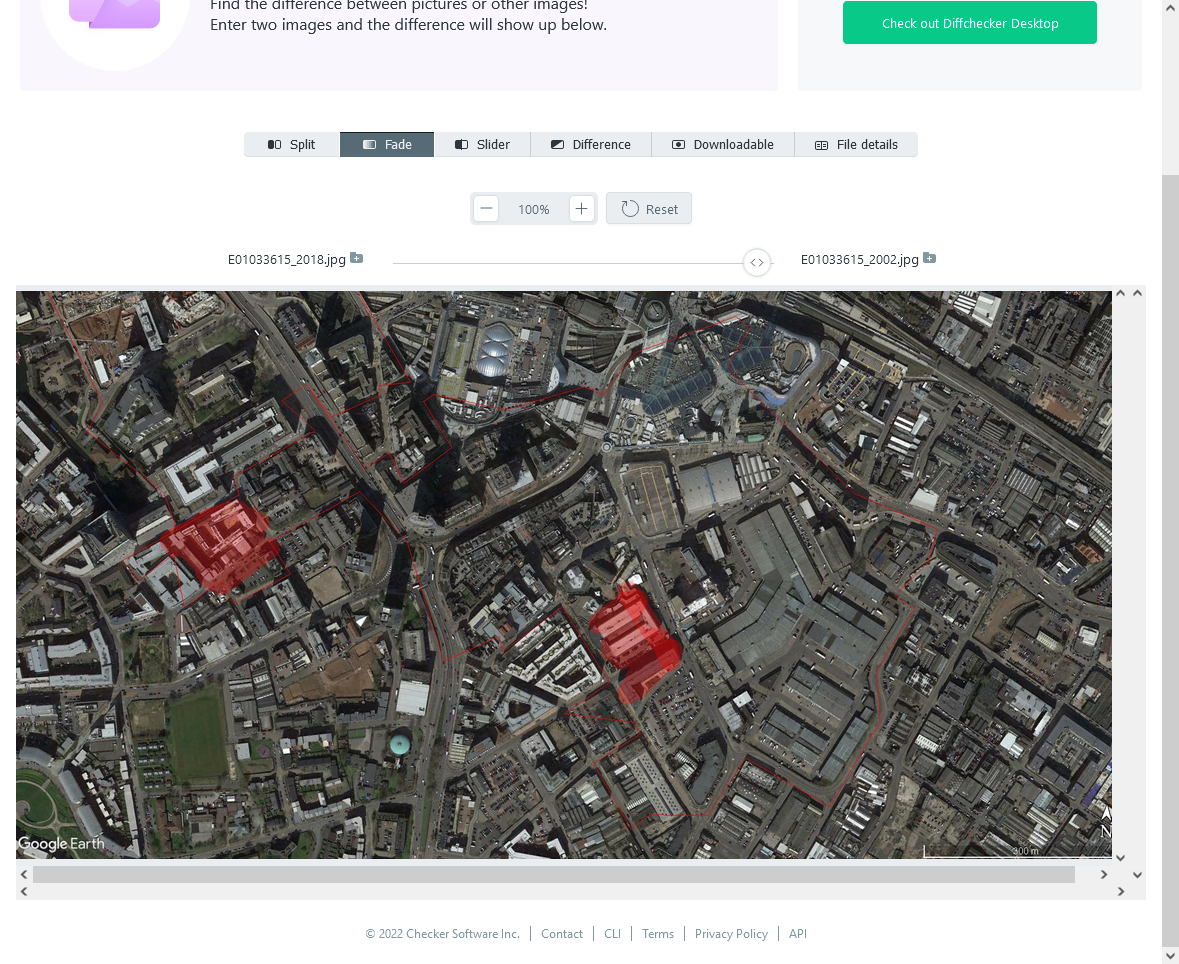 Find the difference between pictures or other images!
Enter two images and the difference will show up below.
Check out Diffchecker Desktop
Split Fade Slider Difference Downloadable File details
100% Reset
E01033615_2018.jpg E01033615_2002.jpg
Google Earth
N
300 m
© 2022 Checker Software Inc. Contact CLI Terms Privacy Policy API